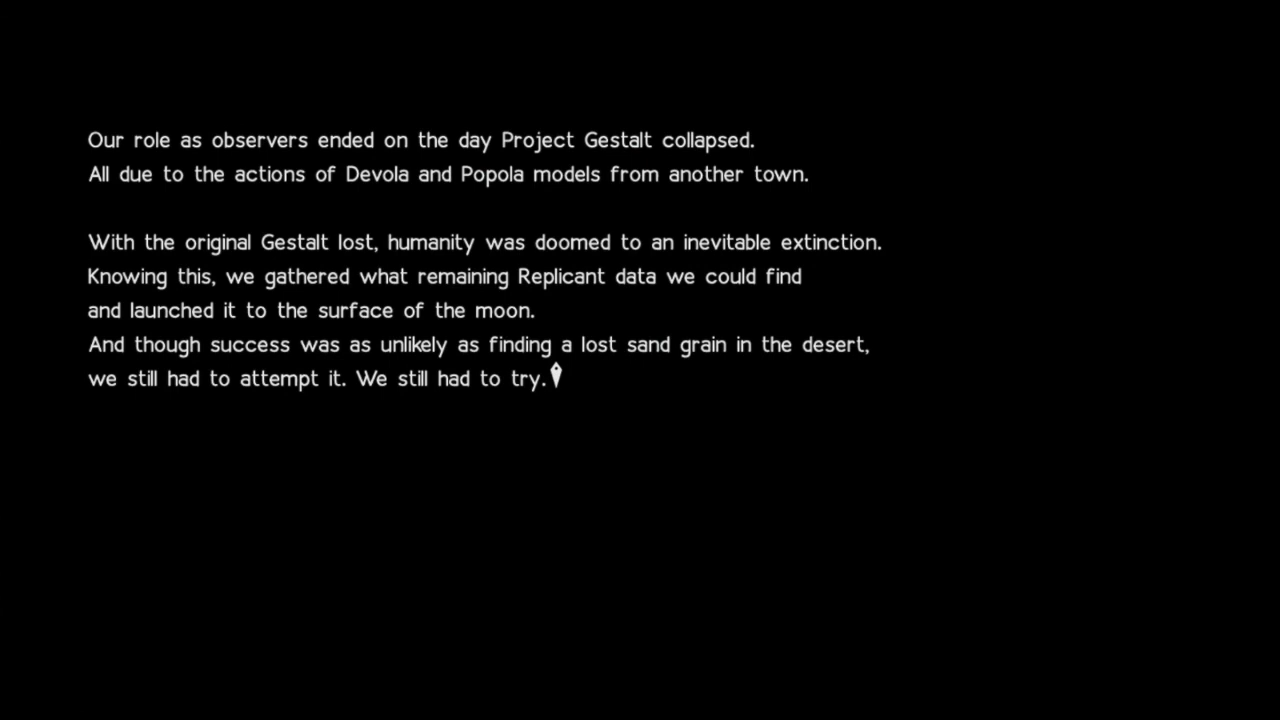 Our role as observers ended on the day Project Gestalt collapsed.
All due to the actions of Devola and Popola models from another town.
With the original Gestalt lost, humanity was doomed to an inevitable extinction.
Knowing this, we gathered what remaining Replicant data we could find
and launched it to the surface of the moon.
And though success was as unlikely as finding a lost sand grain in the desert,
we still had to attempt it. We still had to try.